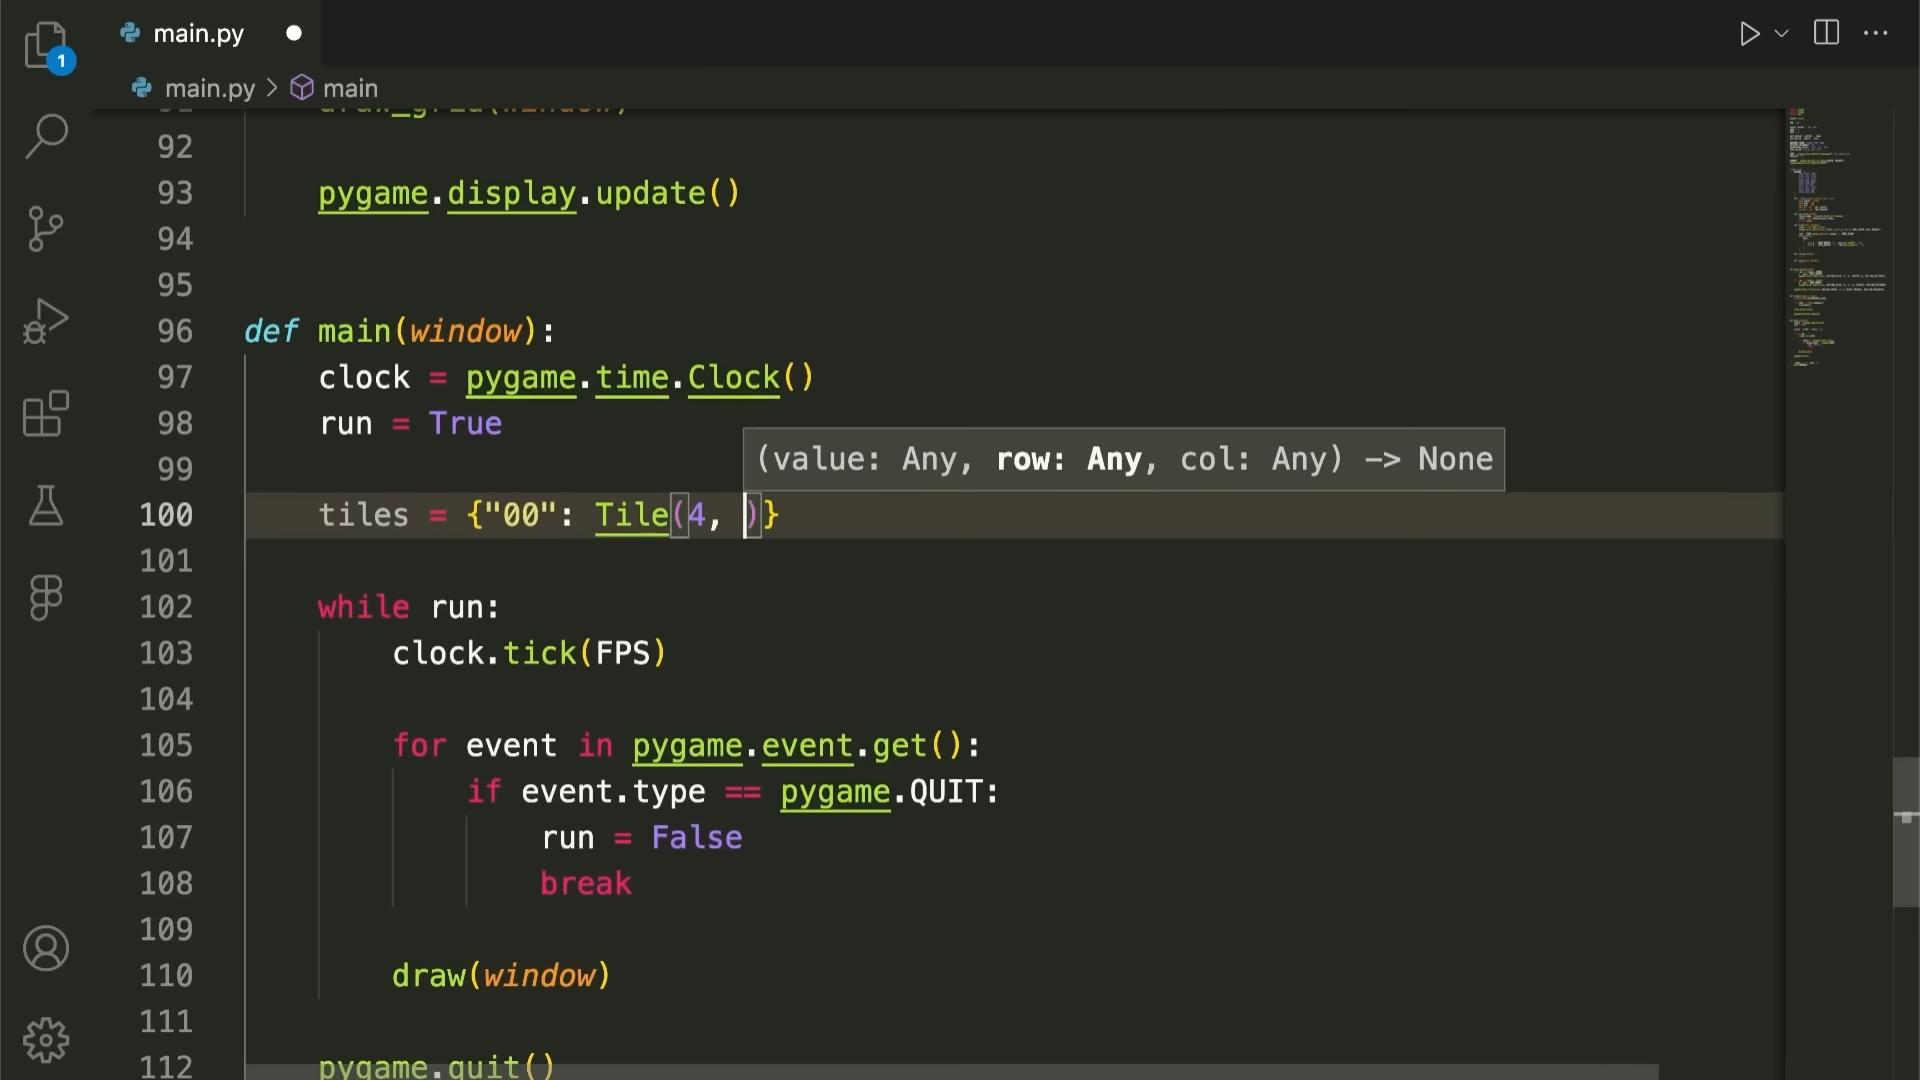 main.py
1
main.py > main
draw_grid(window)
92
93 pygame.display.update()
94
95
96 def main(window):
97 clock = pygame.time.Clock()
98 run = True
(value: Any, row: Any, col: Any) -> None
99
100 tiles = {"00": Tile(4, )}
101
102 while run:
103 clock.tick(FPS)
104
105 for event in pygame.event.get():
106 if event.type == pygame.QUIT:
107 run = False
108 break
109
110 draw(window)
111
112 pygame.quit()